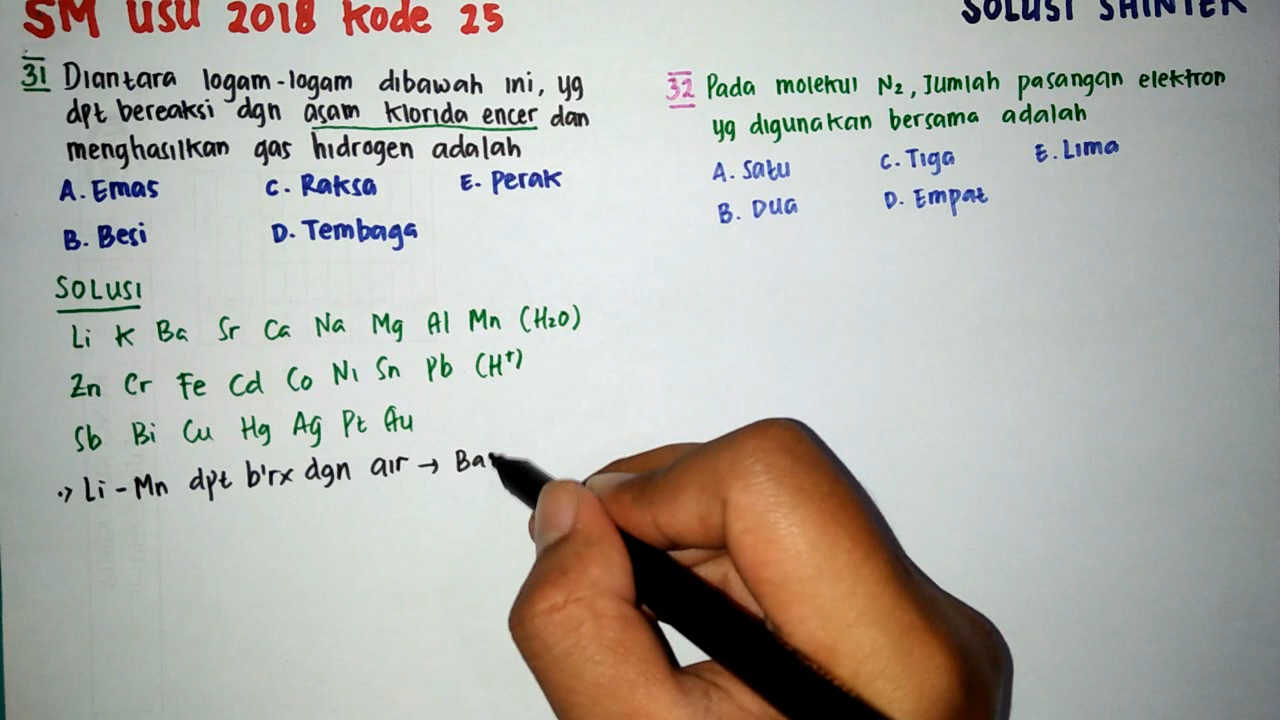 SM USU 2018 Kode 25
SOLUSI SHINTER
31 Diantara logam-logam dibawah ini, yg
dpt bereaksi dgn asam klorida encer dan
menghasilkan gas hidrogen adalah
A. Emas C. Raksa E. Perak
B. Besi D. Tembaga
SOLUSI
Li K Ba Sr Ca Na Mg Al Mn (H₂O)
Zn Cr Fe Cd Co Ni Sn Pb (H⁺)
Sb Bi Cu Hg Ag Pt Au
·> Li - Mn dpt b'rx dgn air → Ba
32 Pada molekul N₂, Jumlah pasangan elektron
yg digunakan bersama adalah
A. Satu C. Tiga E. Lima
B. Dua D. Empat